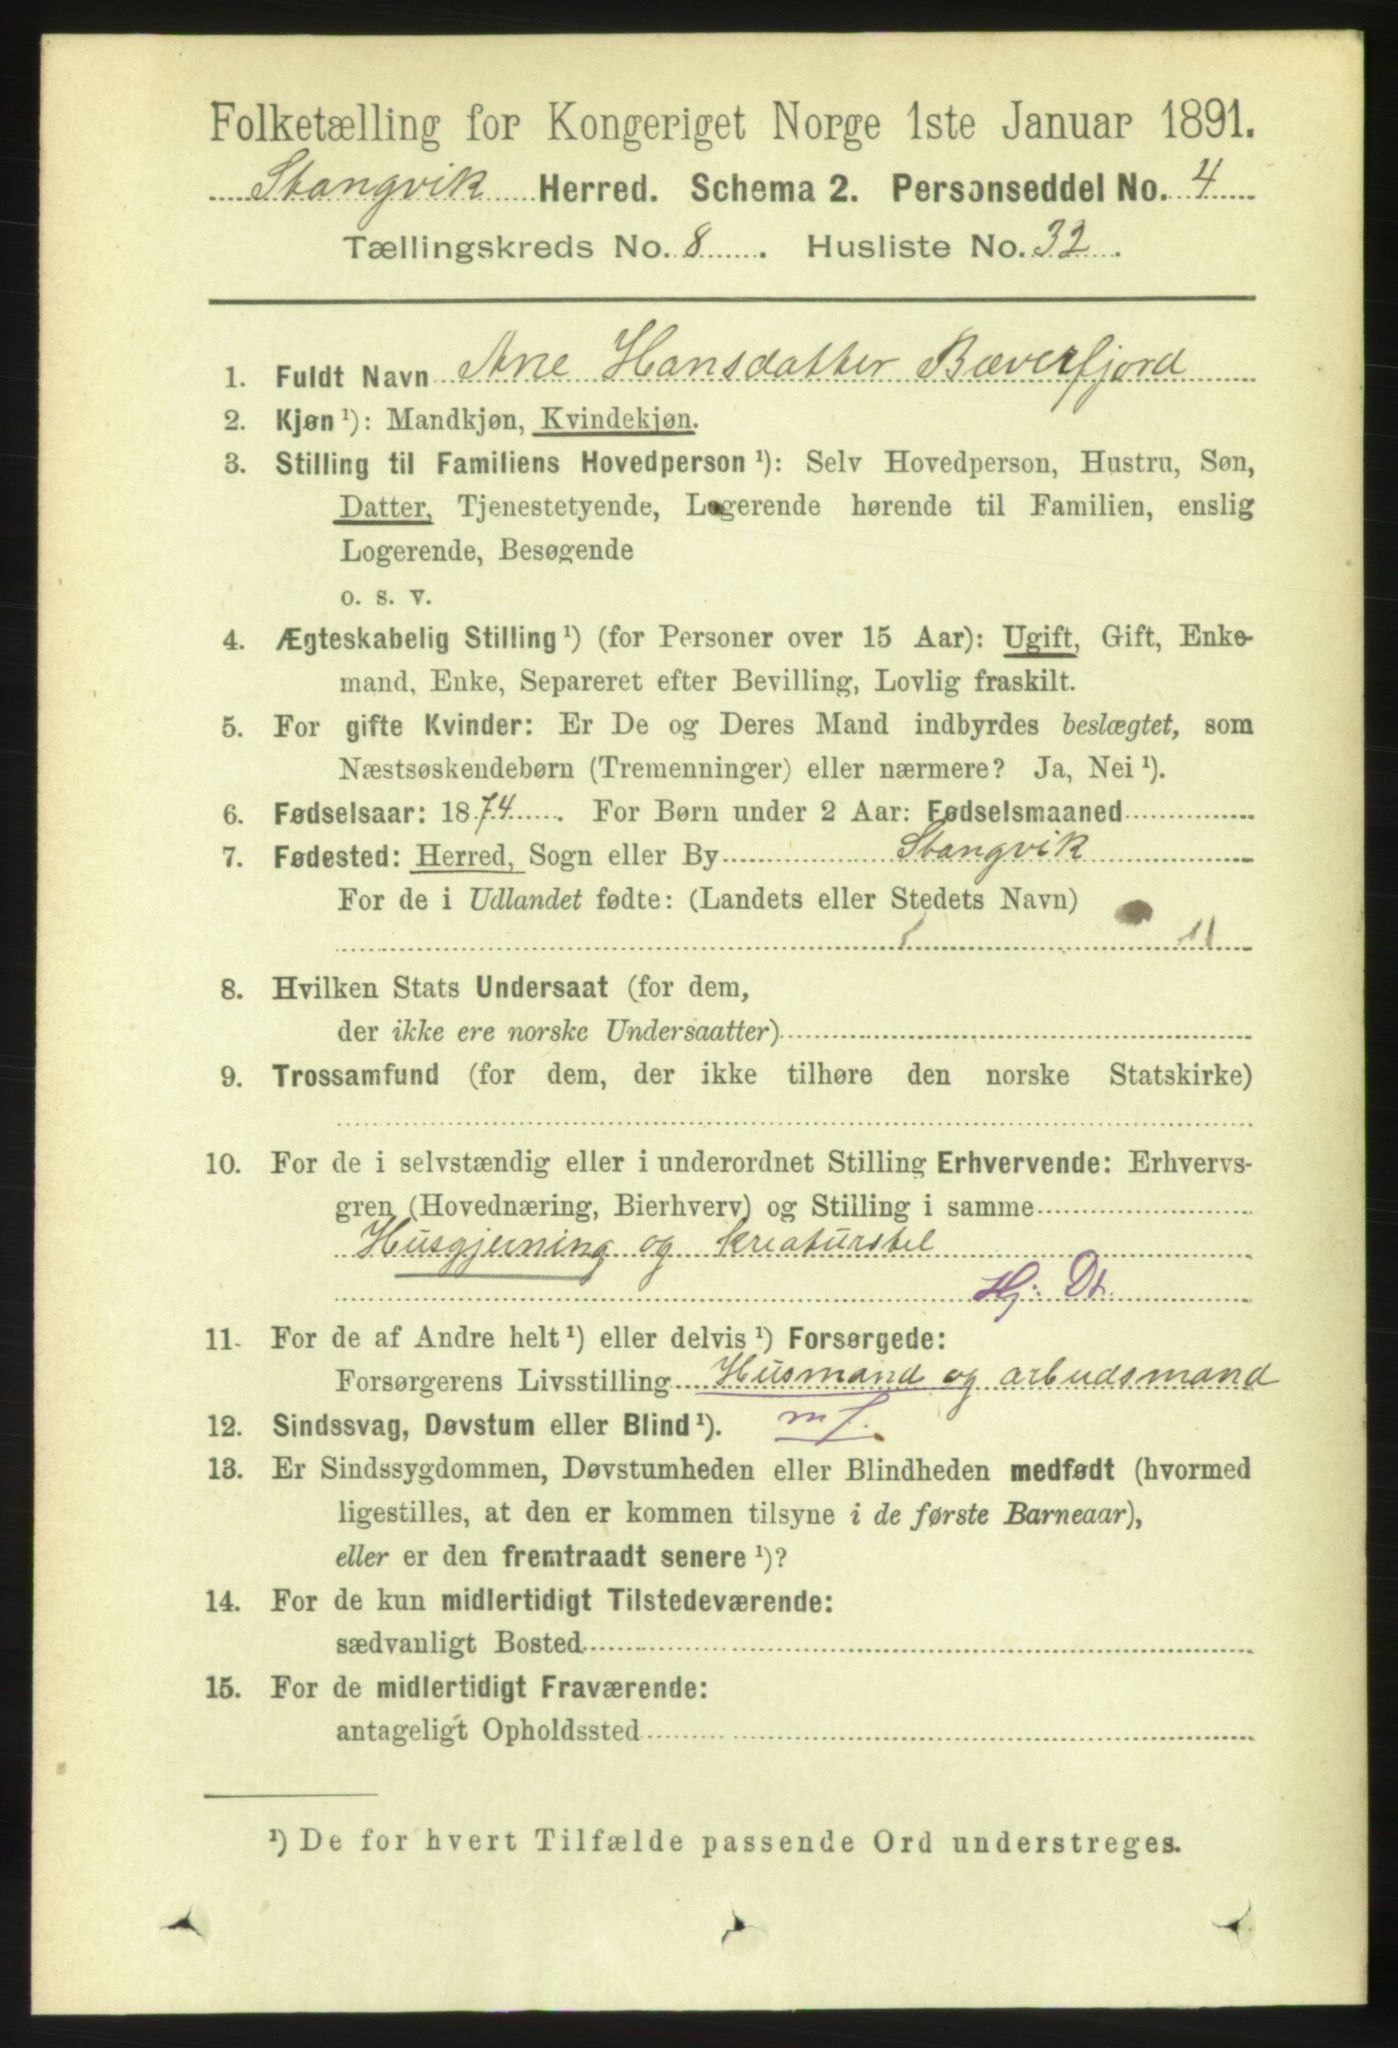 Folketælling for Kongeriget Norge 1ste Januar 1891.
Stangvik Herred. Schema 2. Personseddel No. 4
Tællingskreds No. 8. Husliste No. 32.
1. Fuldt Navn Ane Hansdatter Bæverfjord
2. Kjøn ¹): Mandkjøn, Kvindekjøn.
3. Stilling til Familiens Hovedperson ¹): Selv Hovedperson, Hustru, Søn,
Datter, Tjenestetyende, Logerende hørende til Familien, enslig
Logerende, Besøgende
o. s. v.
4. Ægteskabelig Stilling ¹) (for Personer over 15 Aar): Ugift, Gift, Enke-
mand, Enke, Separeret efter Bevilling, Lovlig fraskilt.
5. For gifte Kvinder: Er De og Deres Mand indbyrdes beslægtet, som
Næstsøskendebørn (Tremenninger) eller nærmere? Ja, Nei ¹).
6. Fødselsaar: 1874. For Børn under 2 Aar: Fødselsmaaned
7. Fødested: Herred, Sogn eller By Stangvik
For de i Udlandet fødte: (Landets eller Stedets Navn)
8. Hvilken Stats Undersaat (for dem,
der ikke ere norske Undersaatter)
9. Trossamfund (for dem, der ikke tilhøre den norske Statskirke)
10. For de i selvstændig eller i underordnet Stilling Erhvervende: Erhvervs-
gren (Hovednæring, Bierhverv) og Stilling i samme
Husgjerning og kreaturstel
Hj. Dt.
11. For de af Andre helt ¹) eller delvis ¹) Forsørgede:
Forsørgerens Livsstilling Husmand og arbeidsmand
12. Sindssvag, Døvstum eller Blind ¹).
13. Er Sindssygdommen, Døvstumheden eller Blindheden medfødt (hvormed
ligestilles, at den er kommen tilsyne i de første Barneaar),
eller er den fremtraadt senere ¹)?
14. For de kun midlertidigt Tilstedeværende:
sædvanligt Bosted
15. For de midlertidigt Fraværende:
antageligt Opholdssted
¹) De for hvert Tilfælde passende Ord understreges.